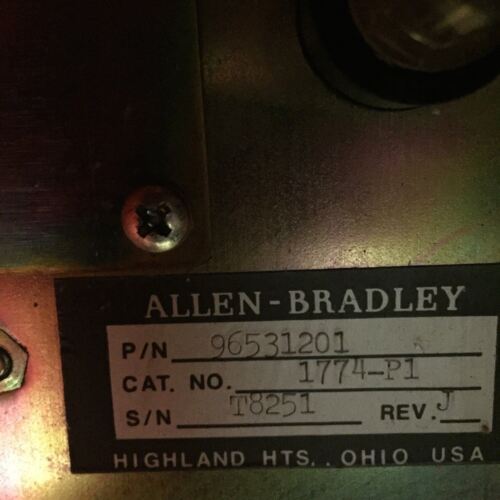 ALLEN-BRADLEY
P/N 96531201
CAT. NO. 1774-P1
S/N T8251 REV. J
HIGHLAND HTS., OHIO USA